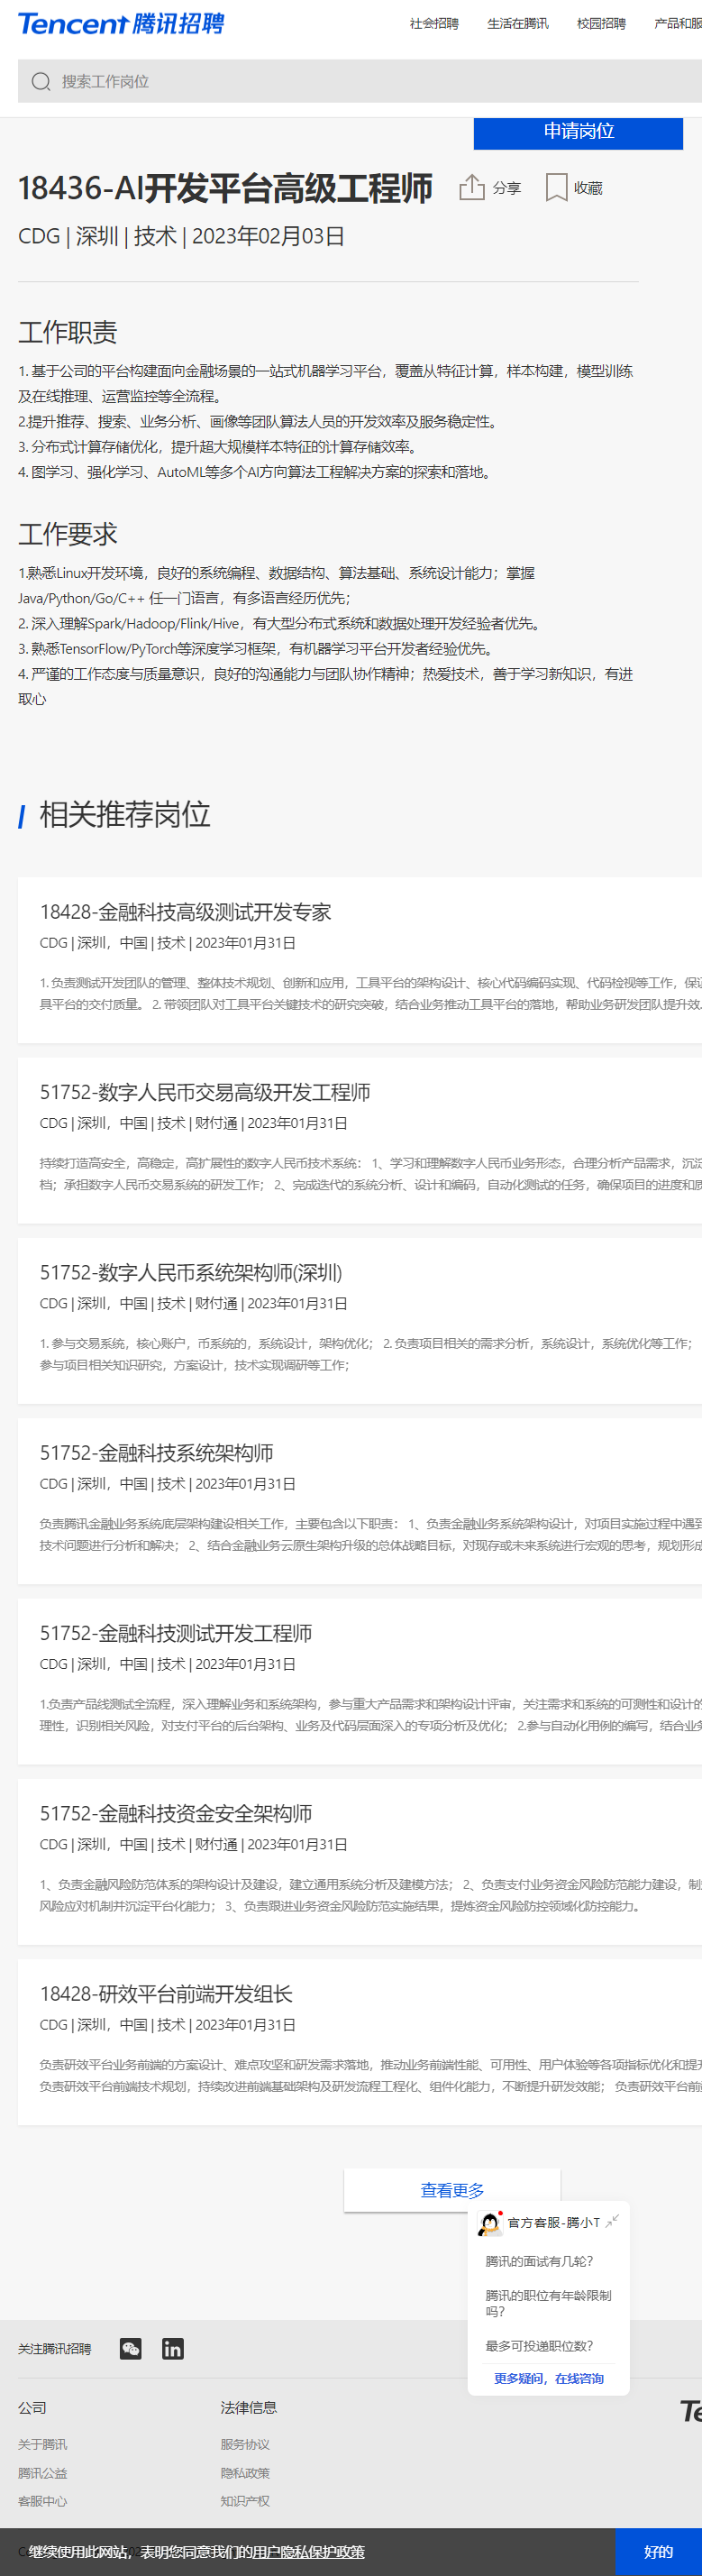 Tencent 腾讯招聘
社会招聘 生活在腾讯 校园招聘 产品和服
搜索工作岗位
申请岗位
18436-AI开发平台高级工程师 分享 收藏
CDG | 深圳 | 技术 | 2023年02月03日
工作职责
1. 基于公司的平台构建面向金融场景的一站式机器学习平台，覆盖从特征计算，样本构建，模型训练
及在线推理、运营监控等全流程。
2.提升推荐、搜索、业务分析、画像等团队算法人员的开发效率及服务稳定性。
3. 分布式计算存储优化，提升超大规模样本特征的计算存储效率。
4. 图学习、强化学习、AutoML等多个AI方向算法工程解决方案的探索和落地。
工作要求
1.熟悉Linux开发环境，良好的系统编程、数据结构、算法基础、系统设计能力；掌握
Java/Python/Go/C++ 任一门语言，有多语言经历优先；
2. 深入理解Spark/Hadoop/Flink/Hive，有大型分布式系统和数据处理开发经验者优先。
3. 熟悉TensorFlow/PyTorch等深度学习框架，有机器学习平台开发者经验优先。
4. 严谨的工作态度与质量意识，良好的沟通能力与团队协作精神；热爱技术，善于学习新知识，有进
取心
相关推荐岗位
18428-金融科技高级测试开发专家
CDG | 深圳，中国 | 技术 | 2023年01月31日
1. 负责测试开发团队的管理、整体技术规划、创新和应用，工具平台的架构设计、核心代码编码实现、代码检视等工作，保证
具平台的交付质量。 2. 带领团队对工具平台关键技术的研究突破，结合业务推动工具平台的落地，帮助业务研发团队提升效
51752-数字人民币交易高级开发工程师
CDG | 深圳，中国 | 技术 | 财付通 | 2023年01月31日
持续打造高安全，高稳定，高扩展性的数字人民币技术系统： 1、学习和理解数字人民币业务形态，合理分析产品需求，沉淀
档；承担数字人民币交易系统的研发工作； 2、完成迭代的系统分析、设计和编码，自动化测试的任务，确保项目的进度和质
51752-数字人民币系统架构师(深圳)
CDG | 深圳，中国 | 技术 | 财付通 | 2023年01月31日
1. 参与交易系统，核心账户，币系统的，系统设计，架构优化； 2. 负责项目相关的需求分析，系统设计，系统优化等工作；
参与项目相关知识研究，方案设计，技术实现调研等工作；
51752-金融科技系统架构师
CDG | 深圳，中国 | 技术 | 2023年01月31日
负责腾讯金融业务系统底层架构建设相关工作，主要包含以下职责： 1、负责金融业务系统架构设计，对项目实施过程中遇到
技术问题进行分析和解决； 2、结合金融业务云原生架构升级的总体战略目标，对现存或未来系统进行宏观的思考，规划形成
51752-金融科技测试开发工程师
CDG | 深圳，中国 | 技术 | 2023年01月31日
1.负责产品线测试全流程，深入理解业务和系统架构，参与重大产品需求和架构设计评审，关注需求和系统的可测性和设计的
理性，识别相关风险，对支付平台的后台架构、业务及代码层面深入的专项分析及优化； 2.参与自动化用例的编写，结合业务
51752-金融科技资金安全架构师
CDG | 深圳，中国 | 技术 | 财付通 | 2023年01月31日
1、负责金融风险防范体系的架构设计及建设，建立通用系统分析及建模方法； 2、负责支付业务资金风险防范能力建设，制
风险应对机制并沉淀平台化能力； 3、负责跟进业务资金风险防范实施结果，提炼资金风险防控领域化防控能力。
18428-研效平台前端开发组长
CDG | 深圳，中国 | 技术 | 2023年01月31日
负责研效平台业务前端的方案设计、难点攻坚和研发需求落地，推动业务前端性能、可用性、用户体验等各项指标优化和提升
负责研效平台前端技术规划，持续改进前端基础架构及研发流程工程化、组件化能力，不断提升研发效能； 负责研效平台前
查看更多
官方客服-腾小T
腾讯的面试有几轮？
腾讯的职位有年龄限制
吗？
最多可投递职位数？
更多疑问，在线咨询
关注腾讯招聘
公司 法律信息
关于腾讯 服务协议
腾讯公益 隐私政策
客服中心 知识产权
继续使用此网站，表明您同意我们的用户隐私保护政策 好的